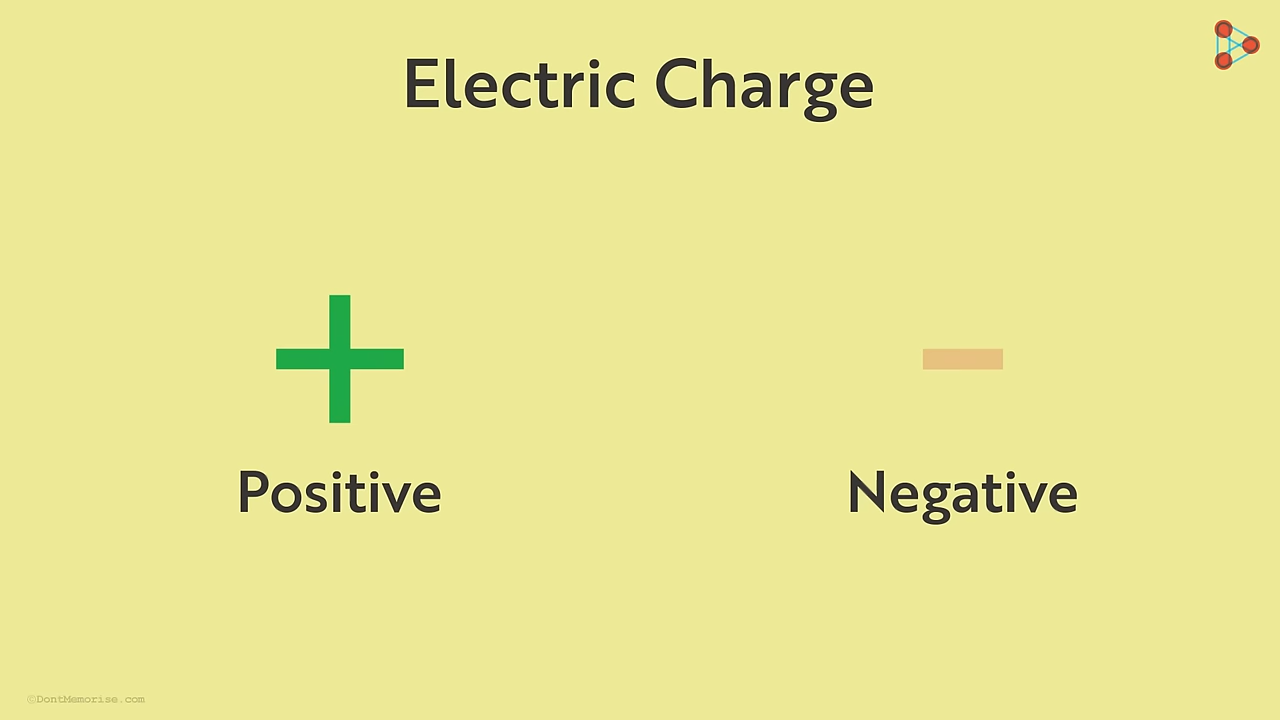 Electric Charge
+
−
Positive
Negative
©DontMemorise.com